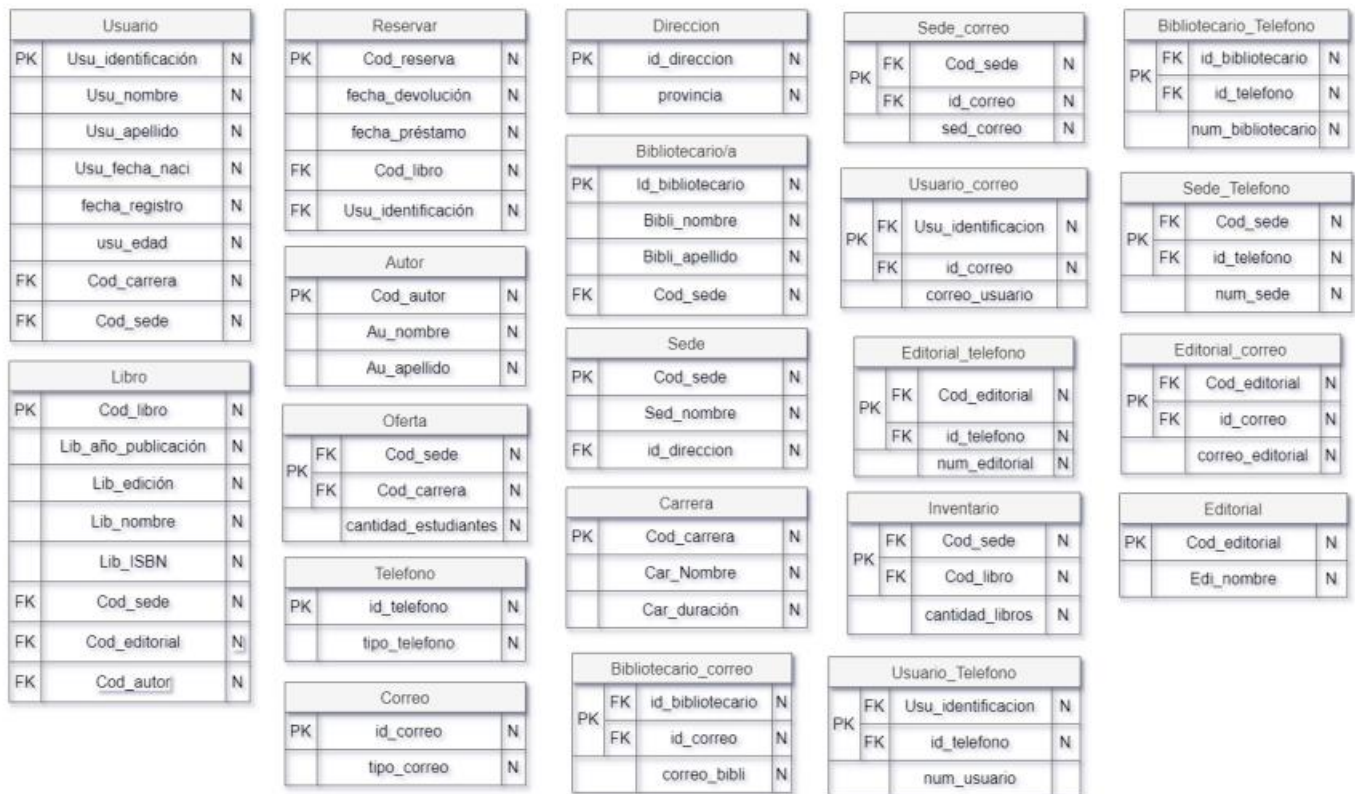 Usuario
PK Usu_identificación N
Usu_nombre N
Usu_apellido N
Usu_fecha_naci N
fecha_registro N
usu_edad N
FK Cod_carrera N
FK Cod_sede N
Libro
PK Cod_libro N
Lib_año_publicación N
Lib_edición N
Lib_nombre N
Lib_ISBN N
FK Cod_sede N
FK Cod_editorial N
FK Cod_autor N
Reservar
PK Cod_reserva N
fecha_devolución N
fecha_préstamo N
FK Cod_libro N
FK Usu_identificación N
Autor
PK Cod_autor N
Au_nombre N
Au_apellido N
Oferta
PK FK Cod_sede N
FK Cod_carrera N
cantidad_estudiantes N
Telefono
PK id_telefono N
tipo_telefono N
Correo
PK id_correo N
tipo_correo N
Direccion
PK id_direccion N
provincia N
Bibliotecario/a
PK Id_bibliotecario N
Bibli_nombre N
Bibli_apellido N
FK Cod_sede N
Sede
PK Cod_sede N
Sed_nombre N
FK id_direccion N
Carrera
PK Cod_carrera N
Car_Nombre N
Car_duración N
Bibliotecario_correo
PK FK id_bibliotecario N
FK id_correo N
correo_bibli N
Sede_correo
PK FK Cod_sede N
FK id_correo N
sed_correo N
Usuario_correo
PK FK Usu_identificacion N
FK id_correo N
correo_usuario
Editorial_telefono
PK FK Cod_editorial N
FK id_telefono N
num_editorial N
Inventario
PK FK Cod_sede N
FK Cod_libro N
cantidad_libros N
Usuario_Telefono
PK FK Usu_identificacion N
FK id_telefono N
num_usuario
Bibliotecario_Telefono
PK FK id_bibliotecario N
FK id_telefono N
num_bibliotecario N
Sede_Telefono
PK FK Cod_sede N
FK id_telefono N
num_sede N
Editorial_correo
PK FK Cod_editorial N
FK id_correo N
correo_editorial N
Editorial
PK Cod_editorial N
Edi_nombre N